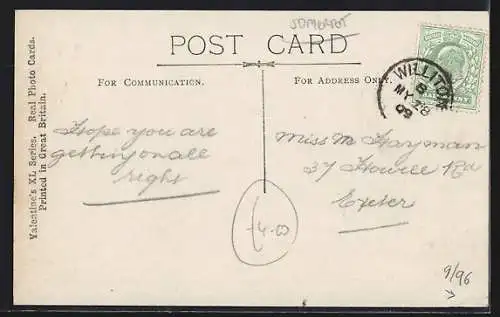 SOMERSET
POST CARD
FOR COMMUNICATION.
FOR ADDRESS ONLY.
WILLITON
6
MY 28
09
Valentine's XL Series. Real Photo Cards.
Printed in Great Britain.
Hope you are
getting on all
right
Miss M Hayman
37 Howell Rd
Exeter
4-00
9/96